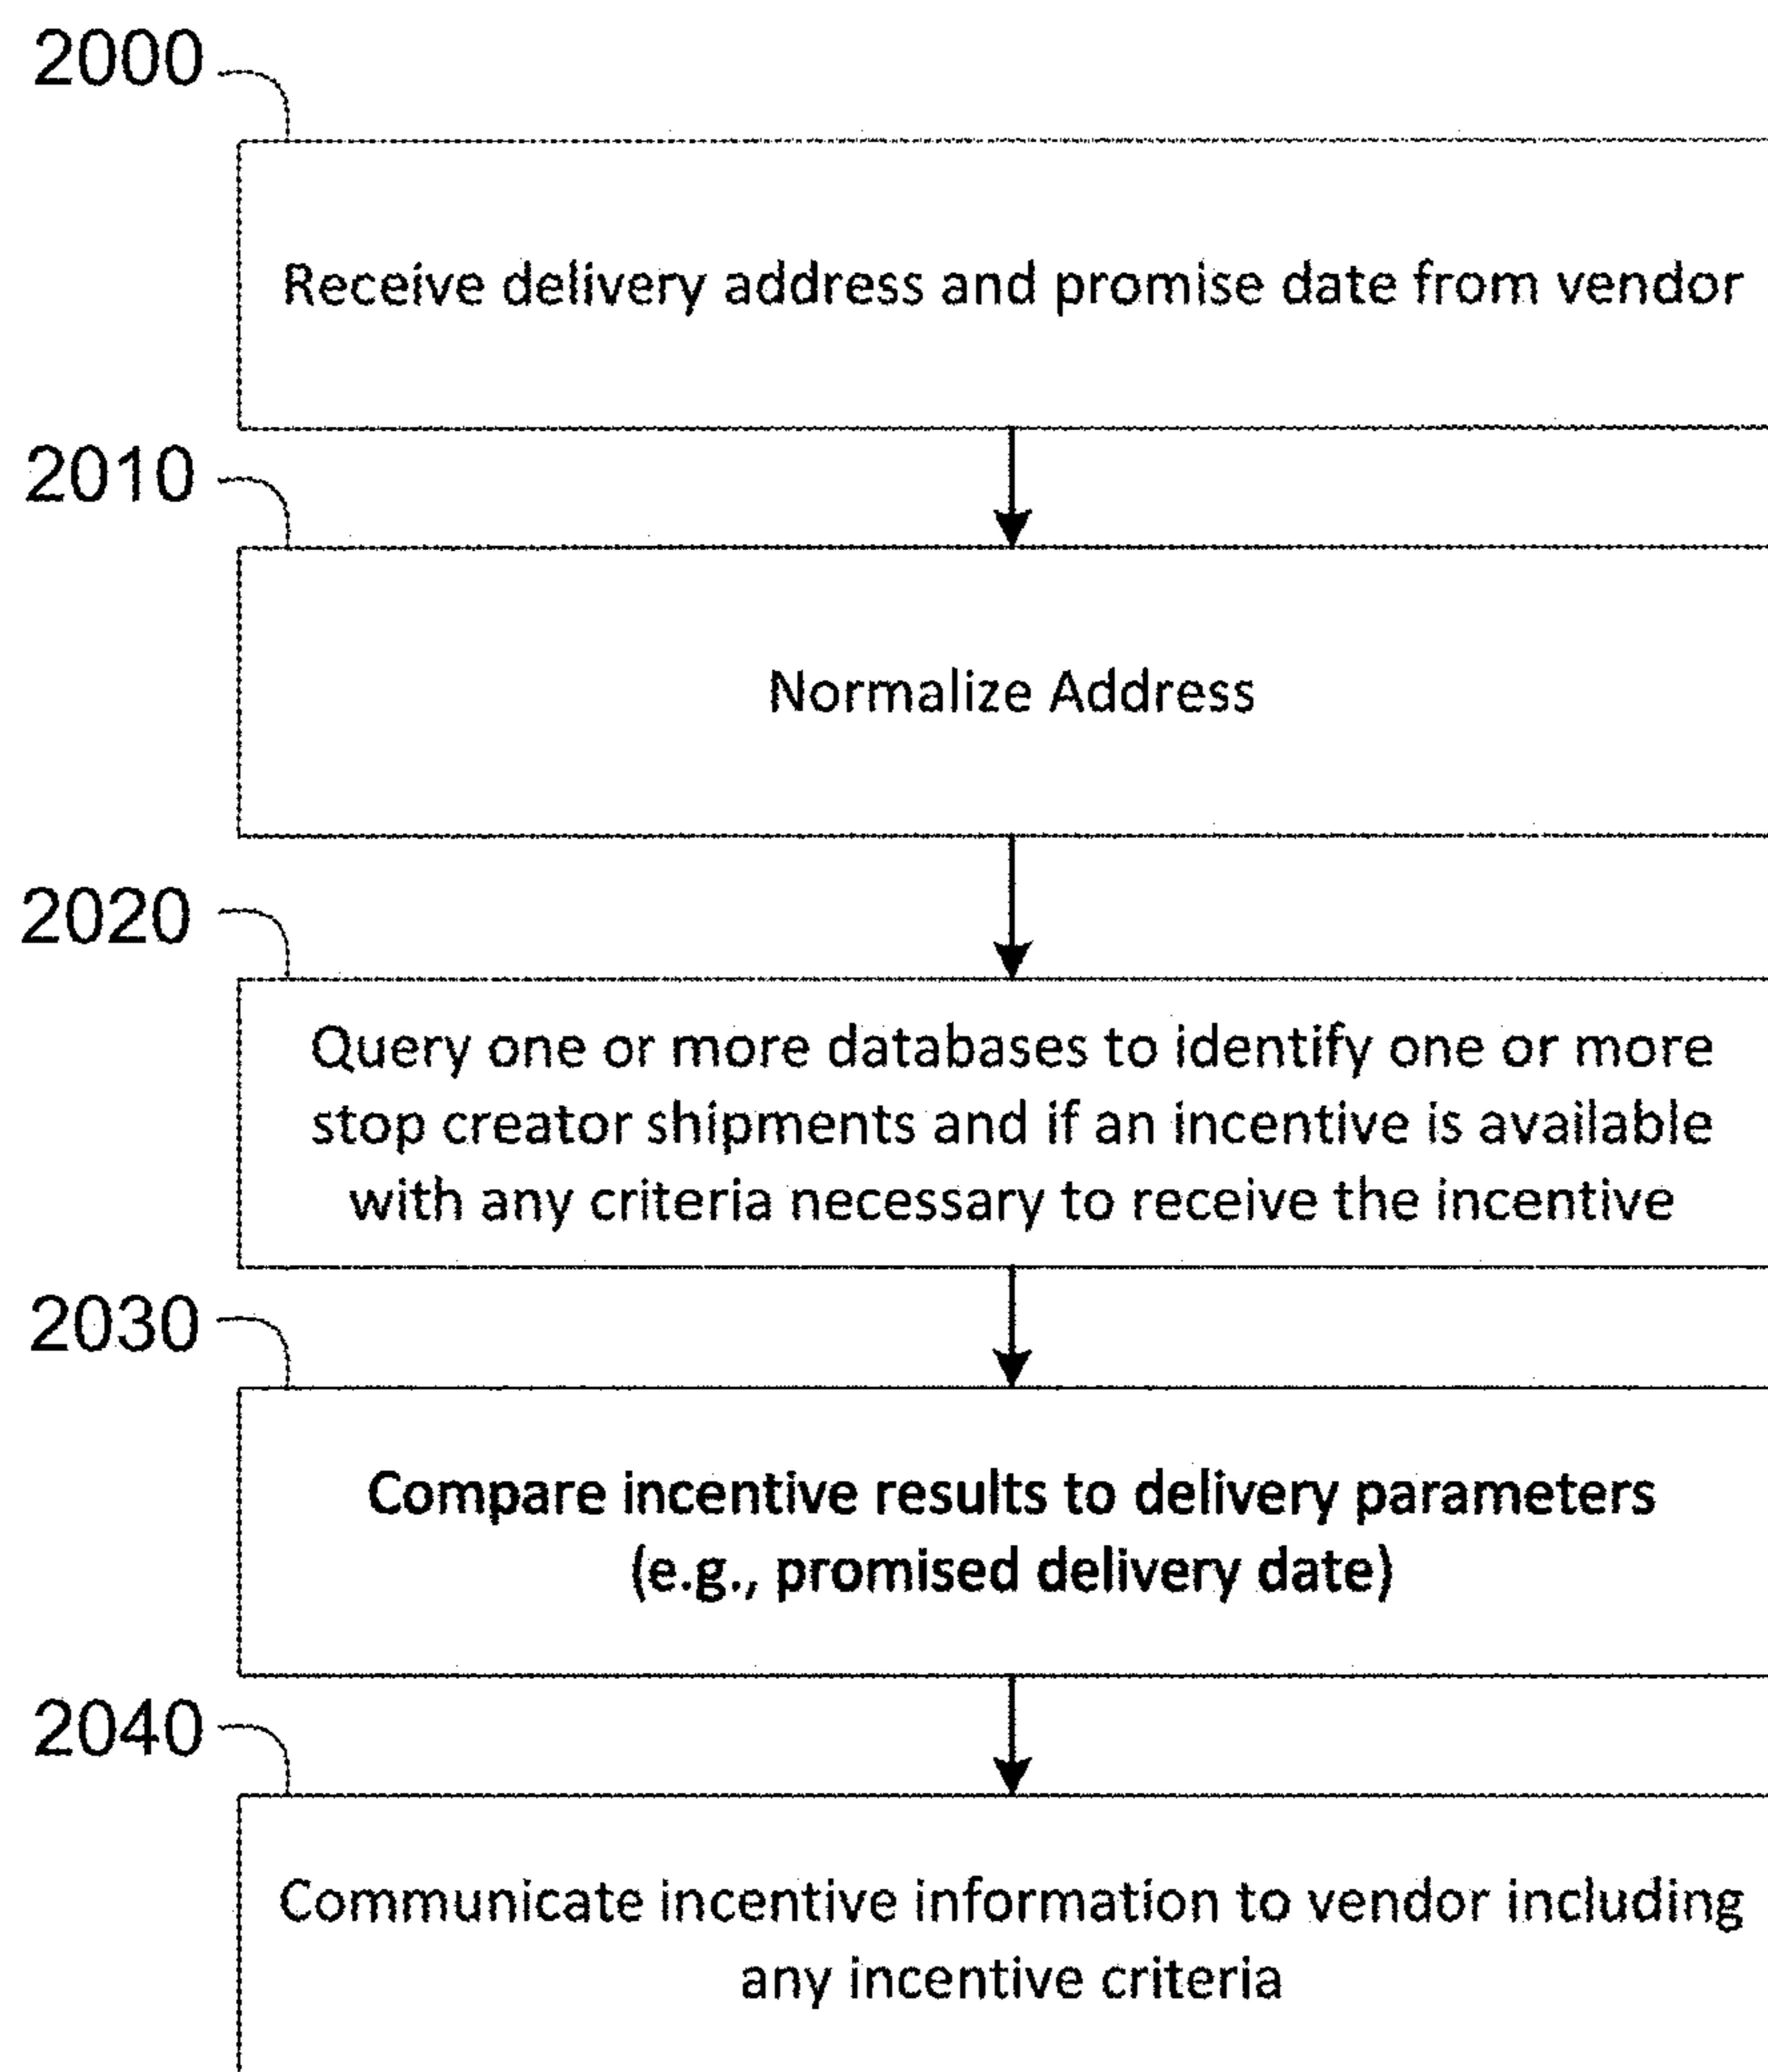 2000
Receive delivery address and promise date from vendor
2010
Normalize Address
2020
Query one or more databases to identify one or more
stop creator shipments and if an incentive is available
with any criteria necessary to receive the incentive
2030
Compare incentive results to delivery parameters
(e.g., promised delivery date)
2040
Communicate incentive information to vendor including
any incentive criteria